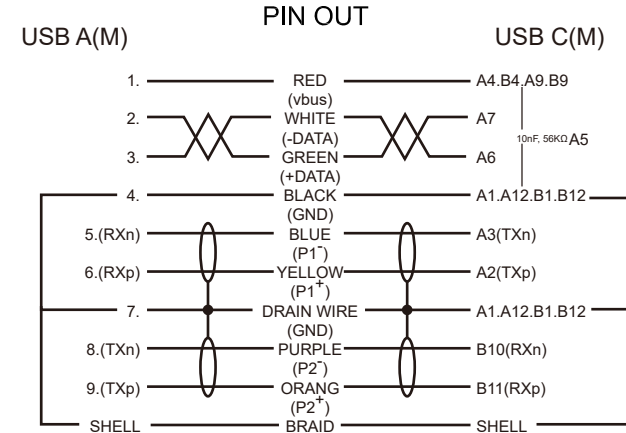 PIN OUT
USB A(M) USB C(M)
1. RED A4.B4.A9.B9
(vbus)
2. WHITE A7
(-DATA) 10nF, 56KΩ A5
3. GREEN A6
(+DATA)
4. BLACK A1.A12.B1.B12
(GND)
5.(RXn) BLUE A3(TXn)
(P1-)
6.(RXp) YELLOW A2(TXp)
(P1+)
7. DRAIN WIRE A1.A12.B1.B12
(GND)
8.(TXn) PURPLE B10(RXn)
(P2-)
9.(TXp) ORANG B11(RXp)
(P2+)
SHELL BRAID SHELL